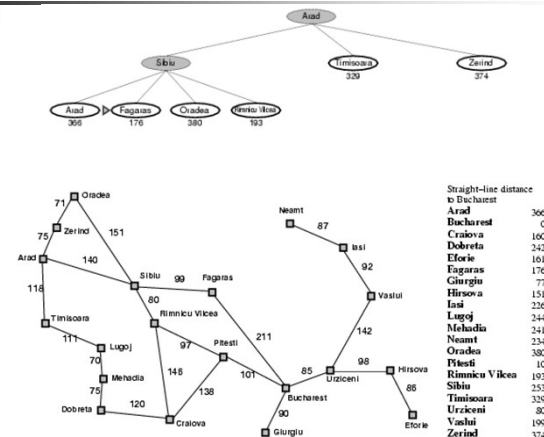 Arad
Sibiu
Timisoara
Zerind
329
374
Arad
Fagaras
Oradea
Rimnicu Vilcea
366
176
380
193
Oradea
71
Zerind
75
151
Arad
140
Sibiu
99
Fagaras
118
80
Rimnicu Vilcea
Timisoara
111
Lugoj
70
Mehadia
75
Dobreta
120
Craiova
146
97
Pitesti
138
101
211
Bucharest
90
Giurgiu
85
Urziceni
98
Hirsova
86
Eforie
142
Vaslui
92
Iasi
87
Neamt
Straight-line distance
to Bucharest
Arad 366
Bucharest 0
Craiova 160
Dobreta 242
Eforie 161
Fagaras 176
Giurgiu 77
Hirsova 151
Iasi 226
Lugoj 244
Mehadia 241
Neamt 234
Oradea 380
Pitesti 10
Rimnicu Vilcea 193
Sibiu 253
Timisoara 329
Urziceni 80
Vaslui 199
Zerind 374